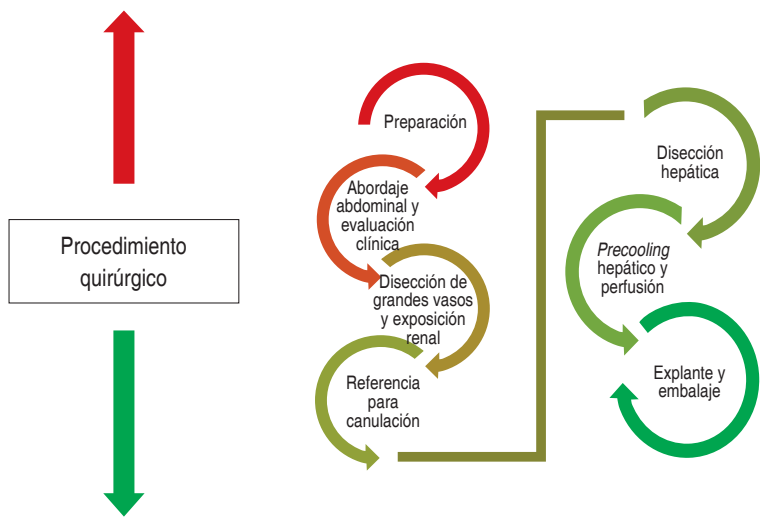 Procedimiento
quirúrgico
Preparación
Abordaje
abdominal y
evaluación
clínica
Disección de
grandes vasos
y exposición
renal
Referencia
para
canulación
Disección
hepática
Precooling
hepático y
perfusión
Explante y
embalaje